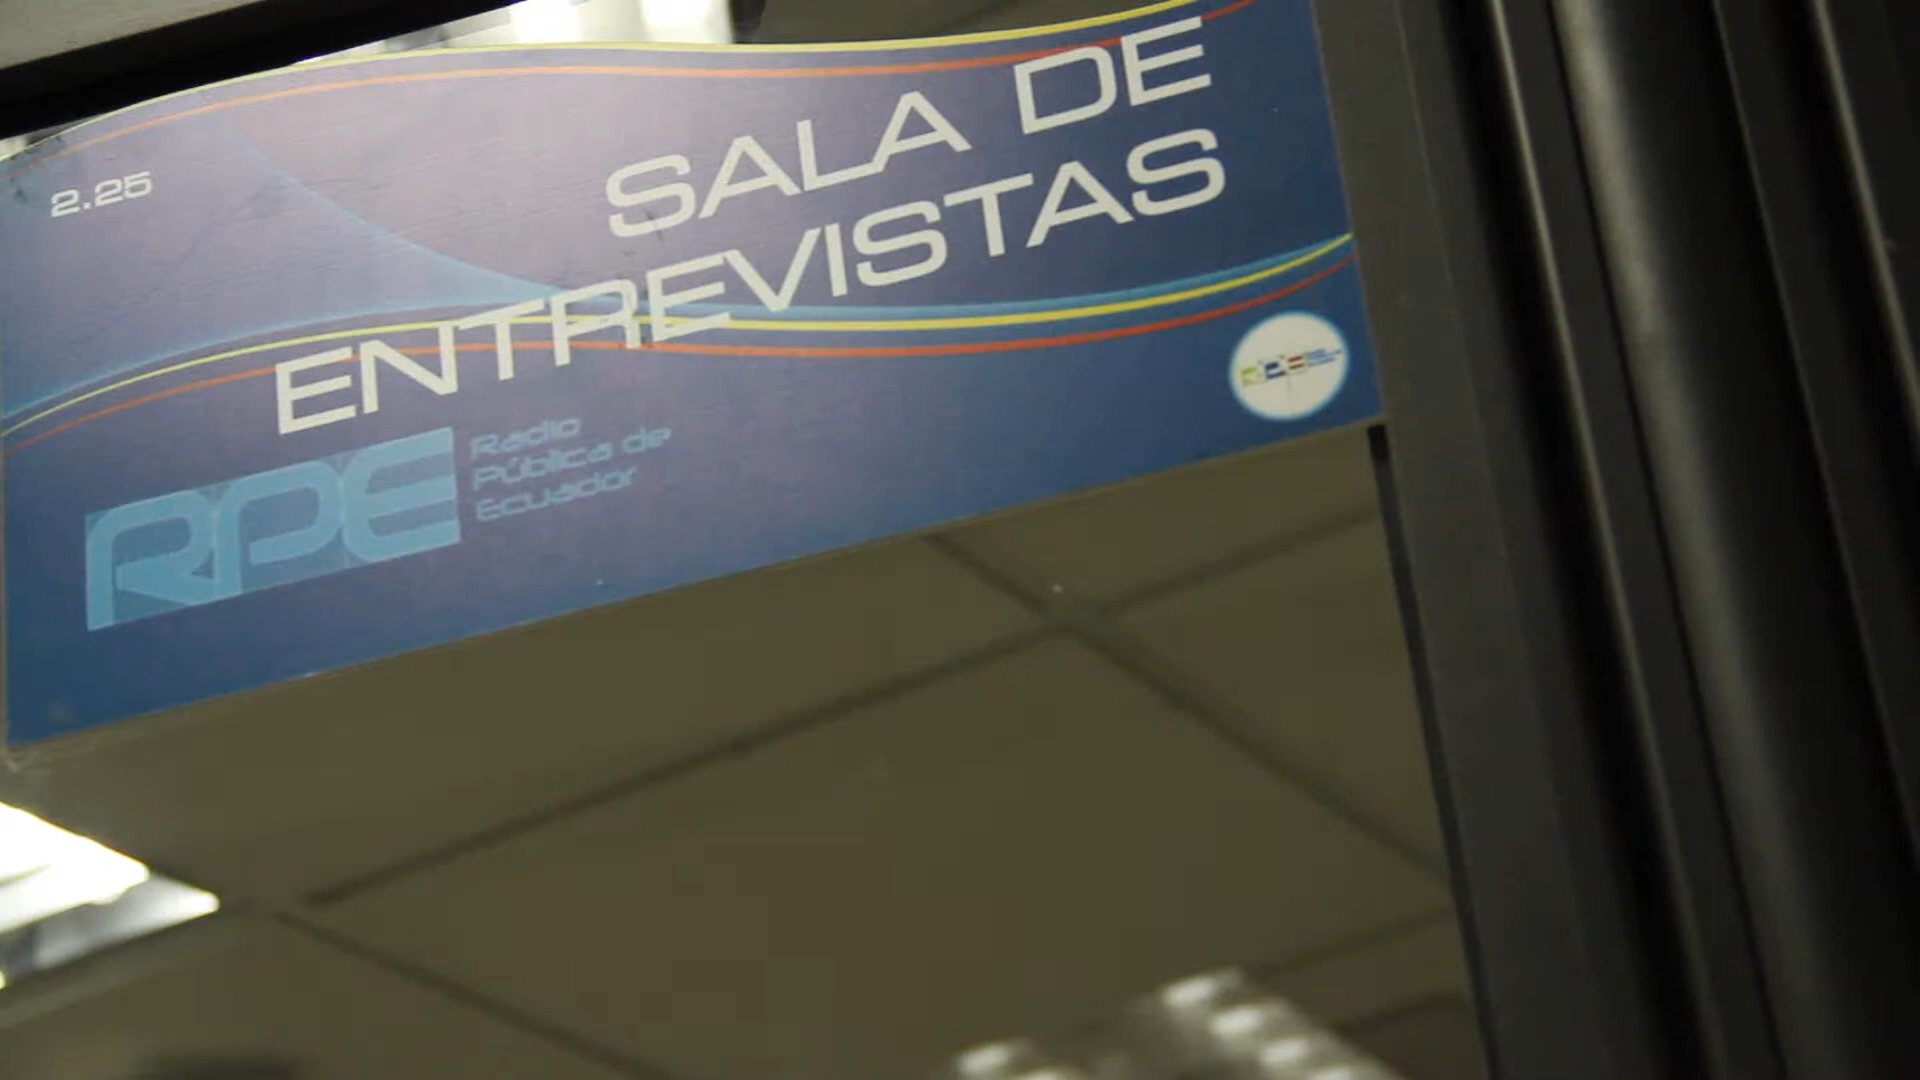 2.25
SALA DE
ENTREVISTAS
RPE
Radio
Pública de
Ecuador